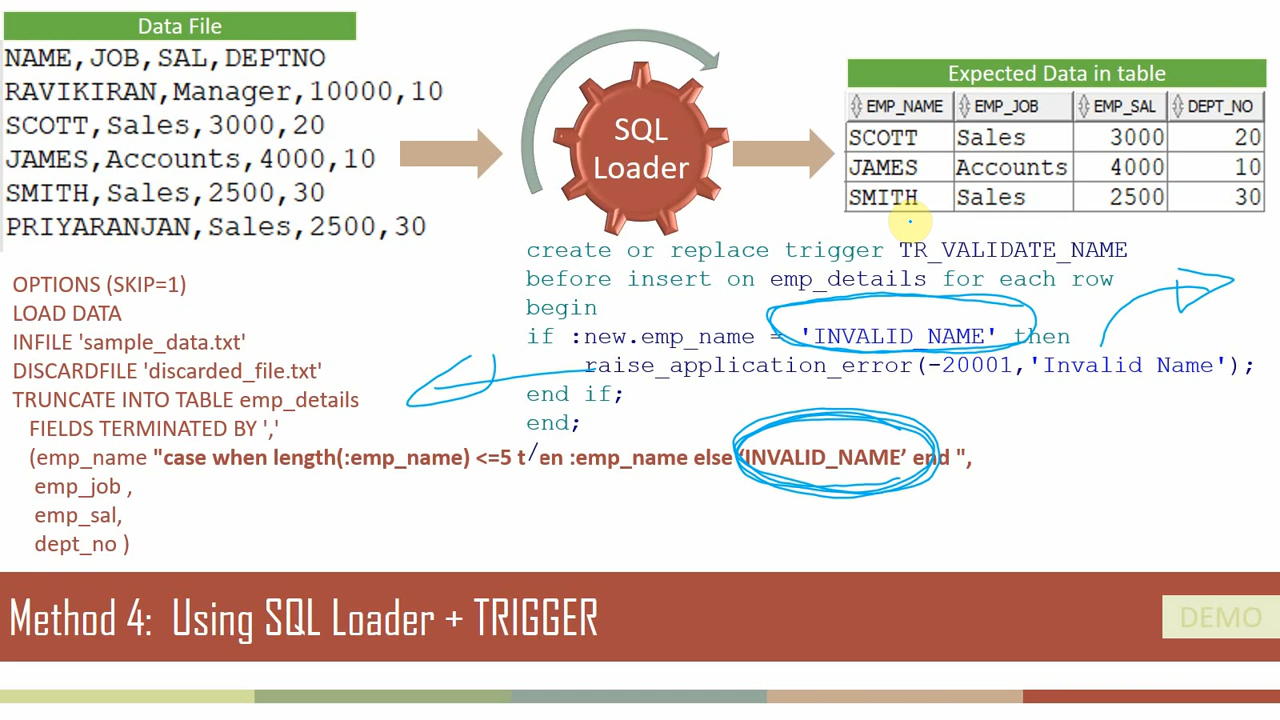 Data File
NAME,JOB,SAL,DEPTNO
RAVIKIRAN,Manager,10000,10
SCOTT,Sales,3000,20
JAMES,Accounts,4000,10
SMITH,Sales,2500,30
PRIYARANJAN,Sales,2500,30
SQL
Loader
Expected Data in table
EMP_NAME EMP_JOB EMP_SAL DEPT_NO
SCOTT Sales 3000 20
JAMES Accounts 4000 10
SMITH Sales 2500 30
create or replace trigger TR_VALIDATE_NAME
before insert on emp_details for each row
begin
if :new.emp_name = 'INVALID_NAME' then
raise_application_error(-20001,'Invalid Name');
end if;
end;
/
OPTIONS (SKIP=1)
LOAD DATA
INFILE 'sample_data.txt'
DISCARDFILE 'discarded_file.txt'
TRUNCATE INTO TABLE emp_details
FIELDS TERMINATED BY ','
(emp_name "case when length(:emp_name) <=5 t en :emp_name else ‘INVALID_NAME’ end ",
emp_job ,
emp_sal,
dept_no )
Method 4: Using SQL Loader + TRIGGER
DEMO